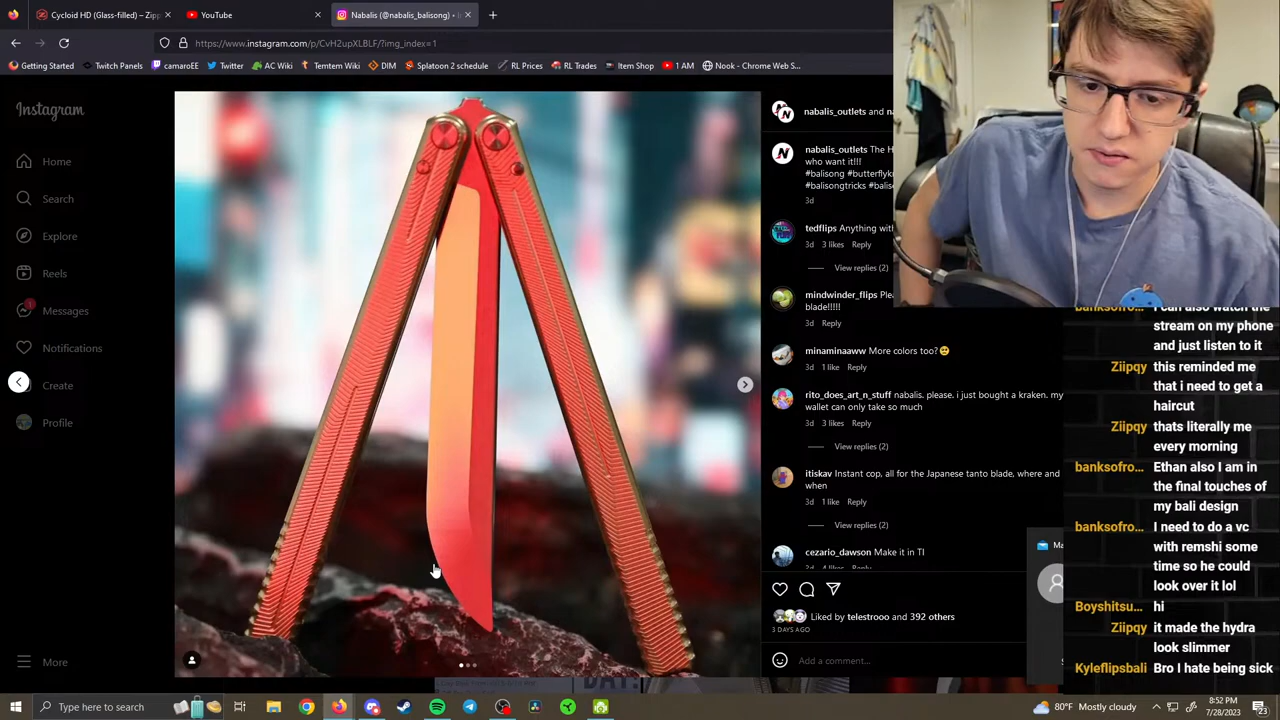 Cycloid HD (Glass-filled) – Zipp
YouTube
Nabalis (@nabalis_balisong) •
https://www.instagram.com/p/CvH2upXLBLF/?img_index=1
Getting Started
Twitch Panels
camaroEE
Twitter
AC Wiki
Temtem Wiki
DIM
Splatoon 2 schedule
RL Prices
RL Trades
Item Shop
1 AM
Nook - Chrome Web S...
Instagram
Home
Search
Explore
Reels
1
Messages
Notifications
Create
Profile
More
nabalis_outlets and
nabalis_outlets The H
who want it!!!
#balisong #butterflykn
#balisongtricks #balis
3d
tedflips Anything with
3d 3 likes Reply
View replies (2)
mindwinder_flips Ple
blade!!!!!
3d Reply
minaminaaww More colors too?🥺
3d 1 like Reply
rito_does_art_n_stuff nabalis. please. i just bought a kraken. my
wallet can only take so much
3d 3 likes Reply
View replies (2)
itiskav Instant cop, all for the Japanese tanto blade, where and
when
3d 1 like Reply
View replies (2)
cezario_dawson Make it in TI
Liked by telestrooo and 392 others
3 DAYS AGO
Add a comment...
Ma
banksofro... I can also watch the
stream on my phone
and just listen to it
Ziipqy this reminded me
that i need to get a
haircut
Ziipqy thats literally me
every morning
banksofro... Ethan also I am in
the final touches of
my bali design
banksofro... I need to do a vc
with remshi some
time so he could
look over it lol
Boyshitsu... hi
Ziipqy it made the hydra
look slimmer
Kyleflipsbali Bro I hate being sick
DAY.
Type here to search
80°F Mostly cloudy
8:52 PM
7/28/2023
23